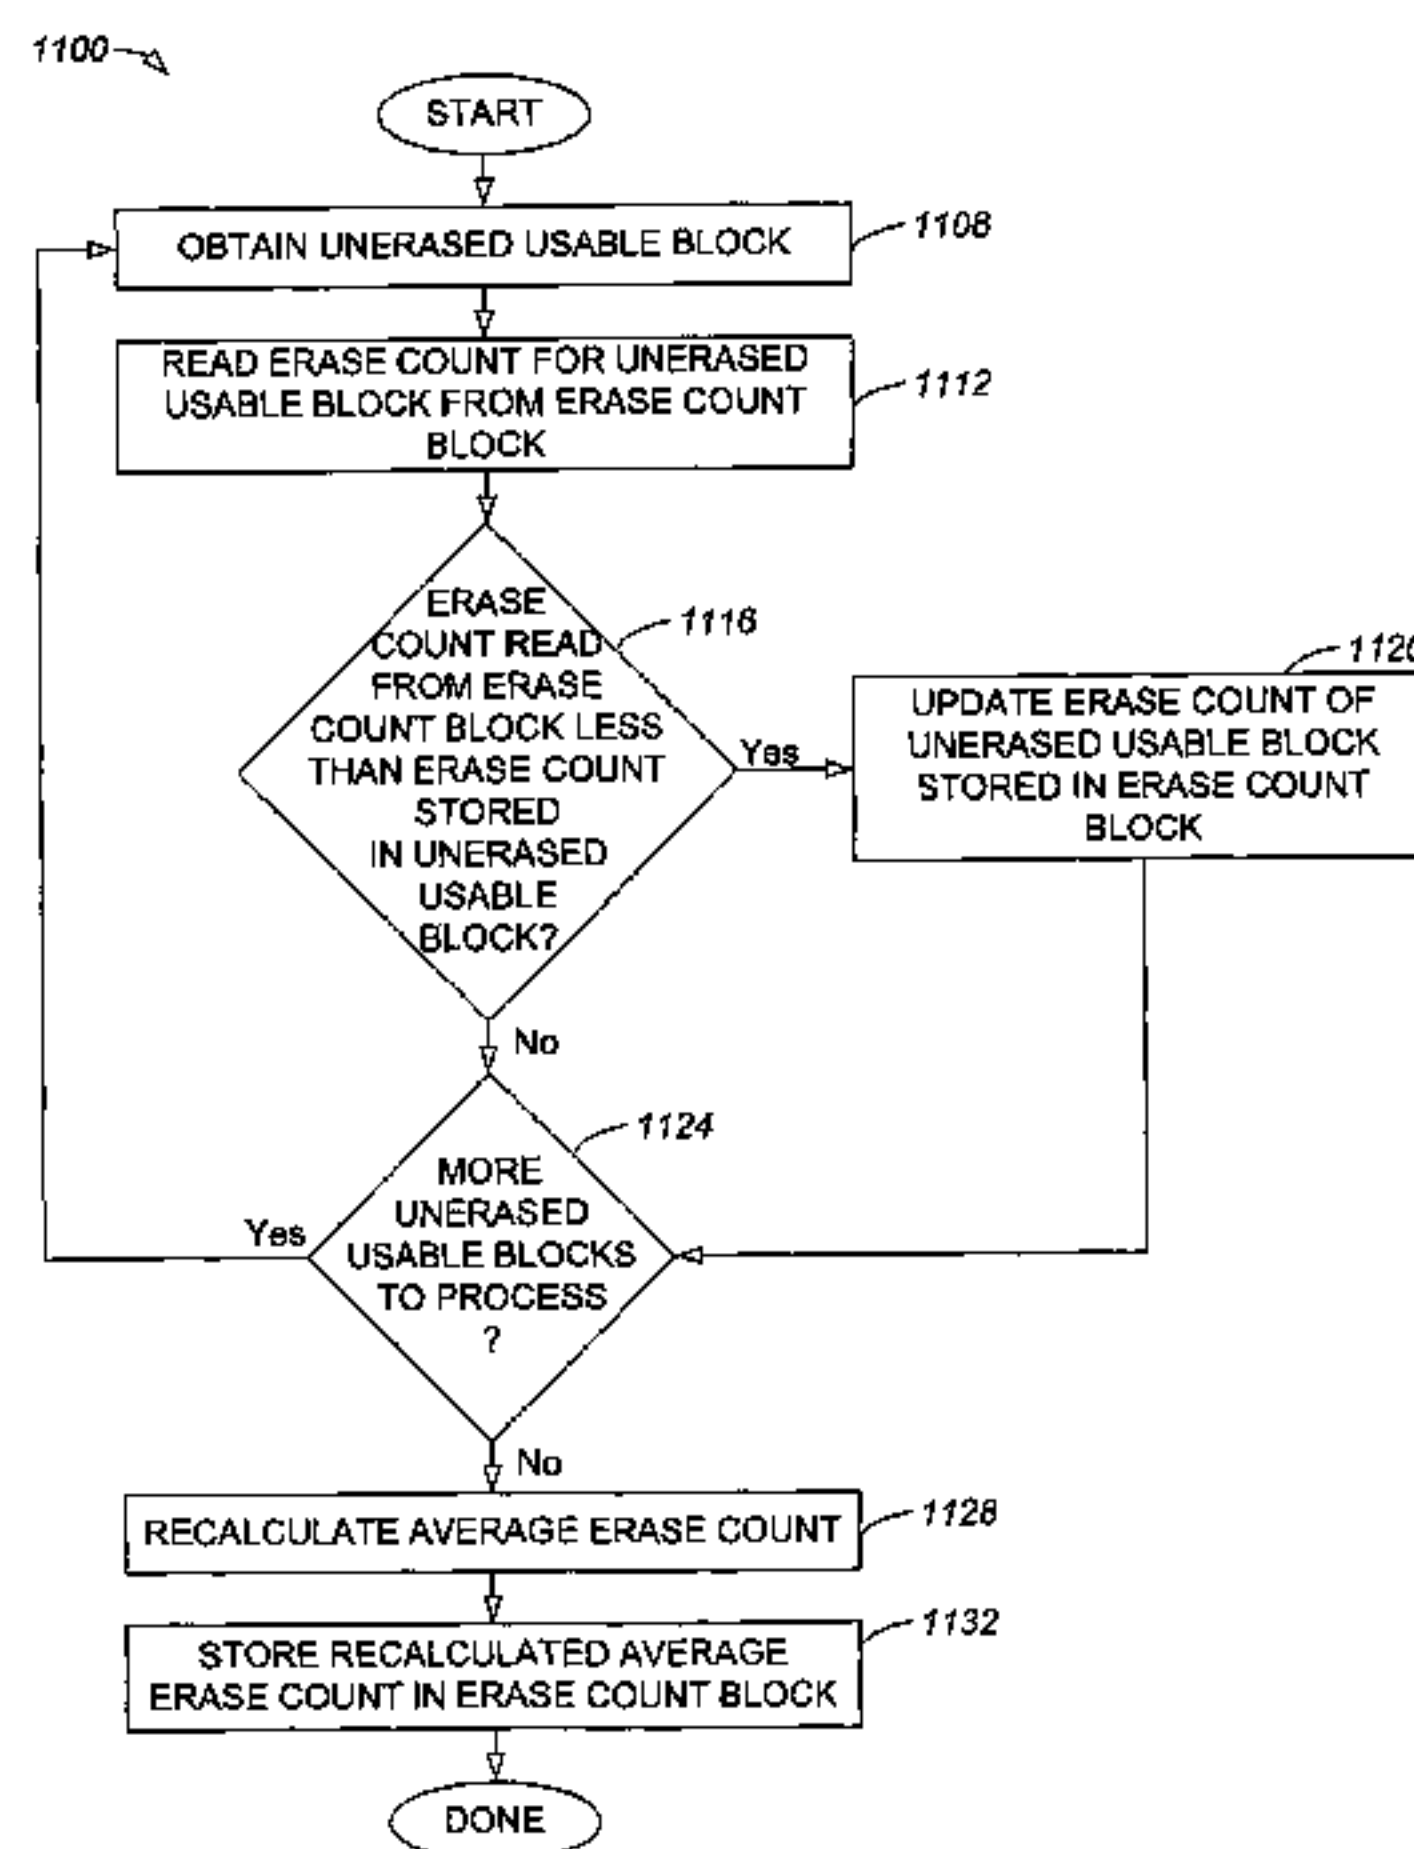 1100
START
OBTAIN UNERASED USABLE BLOCK
1108
READ ERASE COUNT FOR UNERASED
USABLE BLOCK FROM ERASE COUNT
BLOCK
1112
ERASE
COUNT READ
FROM ERASE
COUNT BLOCK LESS
THAN ERASE COUNT
STORED
IN UNERASED
USABLE
BLOCK?
1116
Yes
1120
UPDATE ERASE COUNT OF
UNERASED USABLE BLOCK
STORED IN ERASE COUNT
BLOCK
No
1124
MORE
UNERASED
USABLE BLOCKS
TO PROCESS
?
Yes
No
RECALCULATE AVERAGE ERASE COUNT
1128
STORE RECALCULATED AVERAGE
ERASE COUNT IN ERASE COUNT BLOCK
1132
DONE